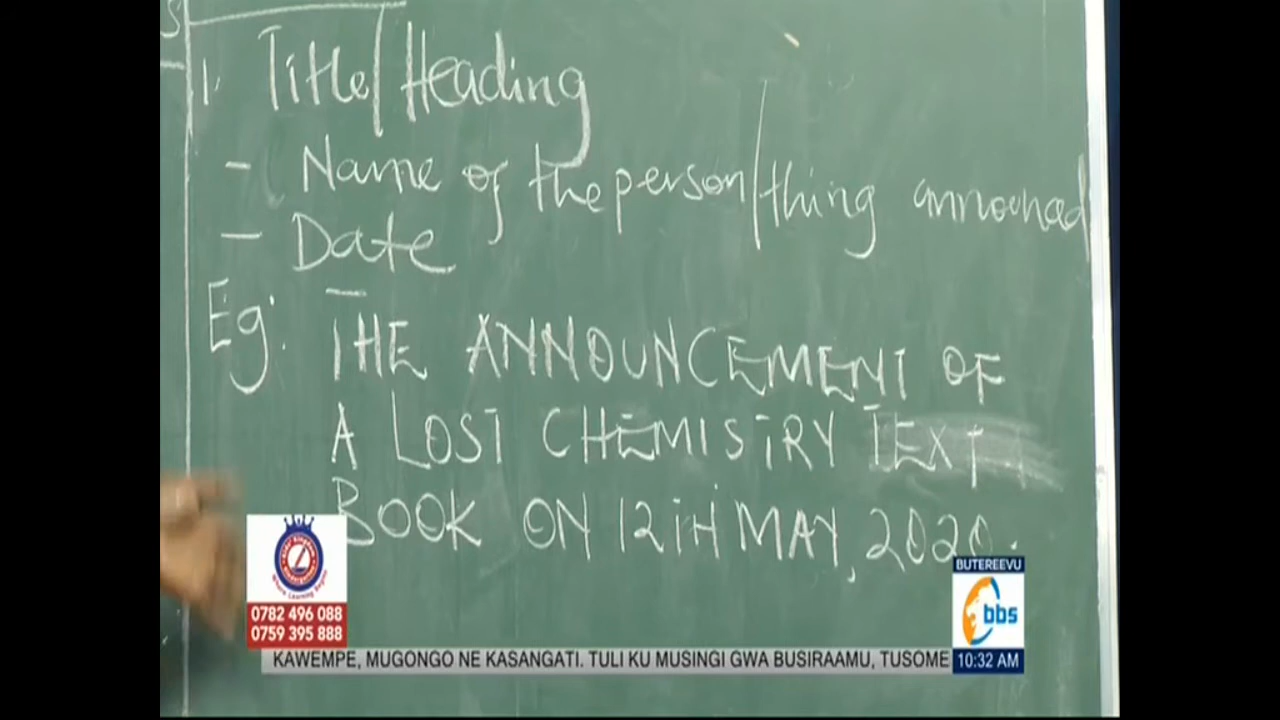 1. Title/Heading
- Name of the person/thing announced
- Date
Eg: THE ANNOUNCEMENT OF
A LOST CHEMISTRY TEXT
BOOK ON 12TH MAY, 2020.
0782 496 088
0759 395 888
BUTEREEVU
bbs
10:32 AM
KAWEMPE, MUGONGO NE KASANGATI. TULI KU MUSINGI GWA BUSIRAAMU, TUSOME